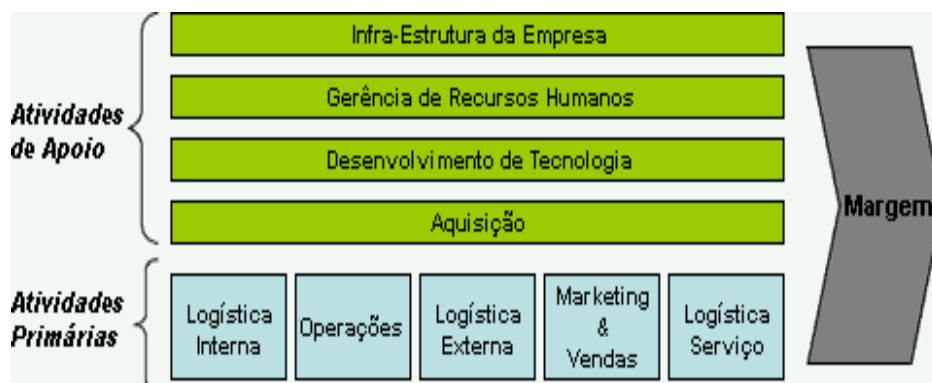 Atividades
de Apoio
Infra-Estrutura da Empresa
Gerência de Recursos Humanos
Desenvolvimento de Tecnologia
Aquisição
Atividades
Primárias
Logística
Interna
Operações
Logística
Externa
Marketing
&
Vendas
Logística
Serviço
Margem